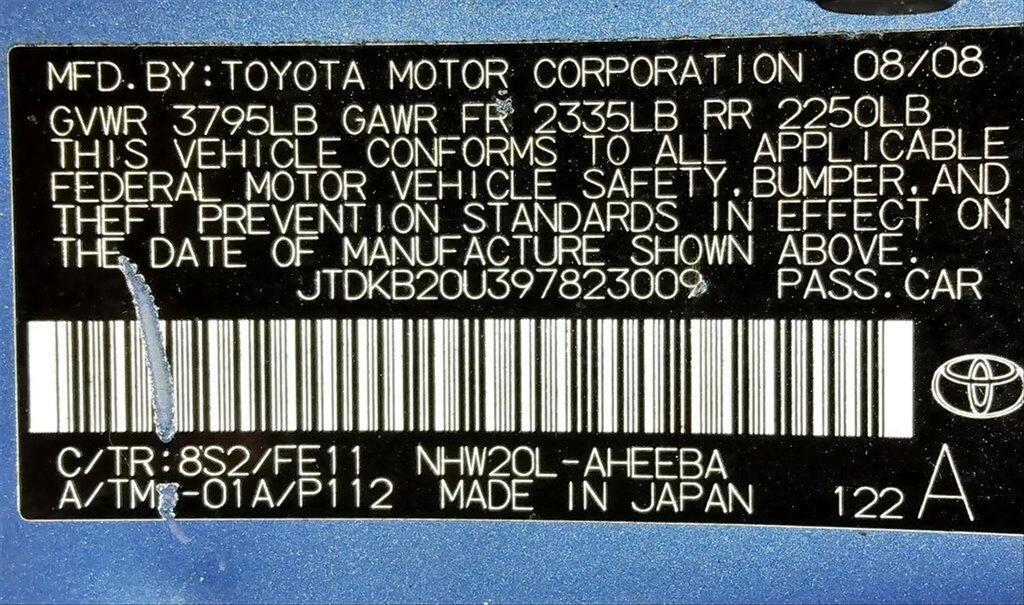 MFD. BY: TOYOTA MOTOR CORPORATION 08/08
GVWR 3795LB GAWR FR 2335LB RR 2250LB
THIS VEHICLE CONFORMS TO ALL APPLICABLE
FEDERAL MOTOR VEHICLE SAFETY, BUMPER, AND
THEFT PREVENTION STANDARDS IN EFFECT ON
THE DATE OF MANUFACTURE SHOWN ABOVE.
JTDKB20U397823009 PASS. CAR
C/TR:8S2/FE11 NHW20L-AHEEBA
A/TM -01A/P112 MADE IN JAPAN 122 A